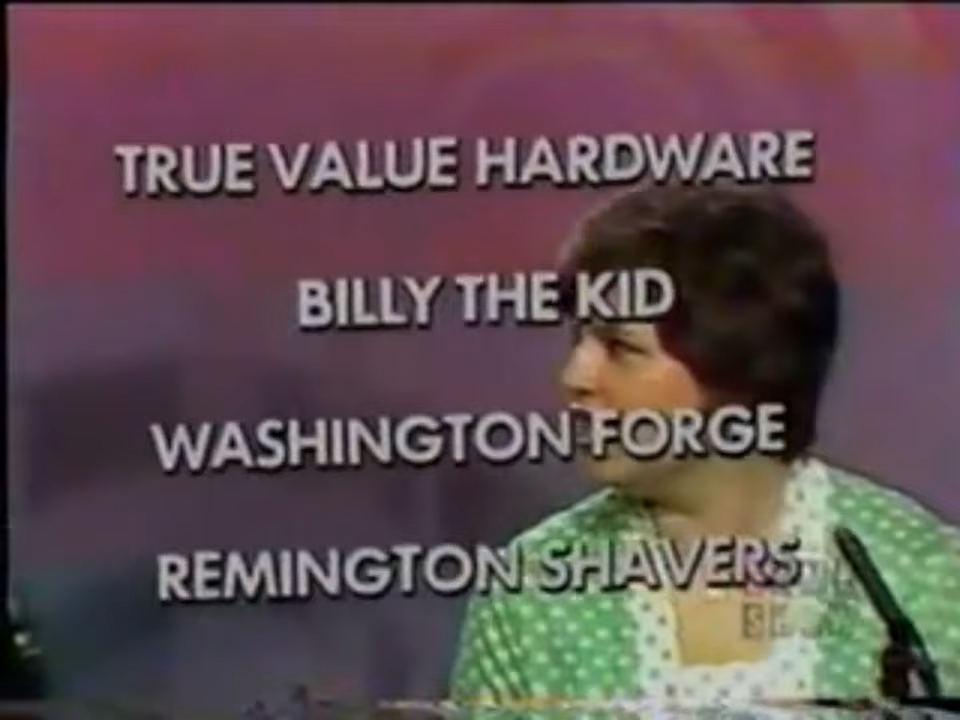 TRUE VALUE HARDWARE
BILLY THE KID
WASHINGTON FORGE
REMINGTON SHAVERS